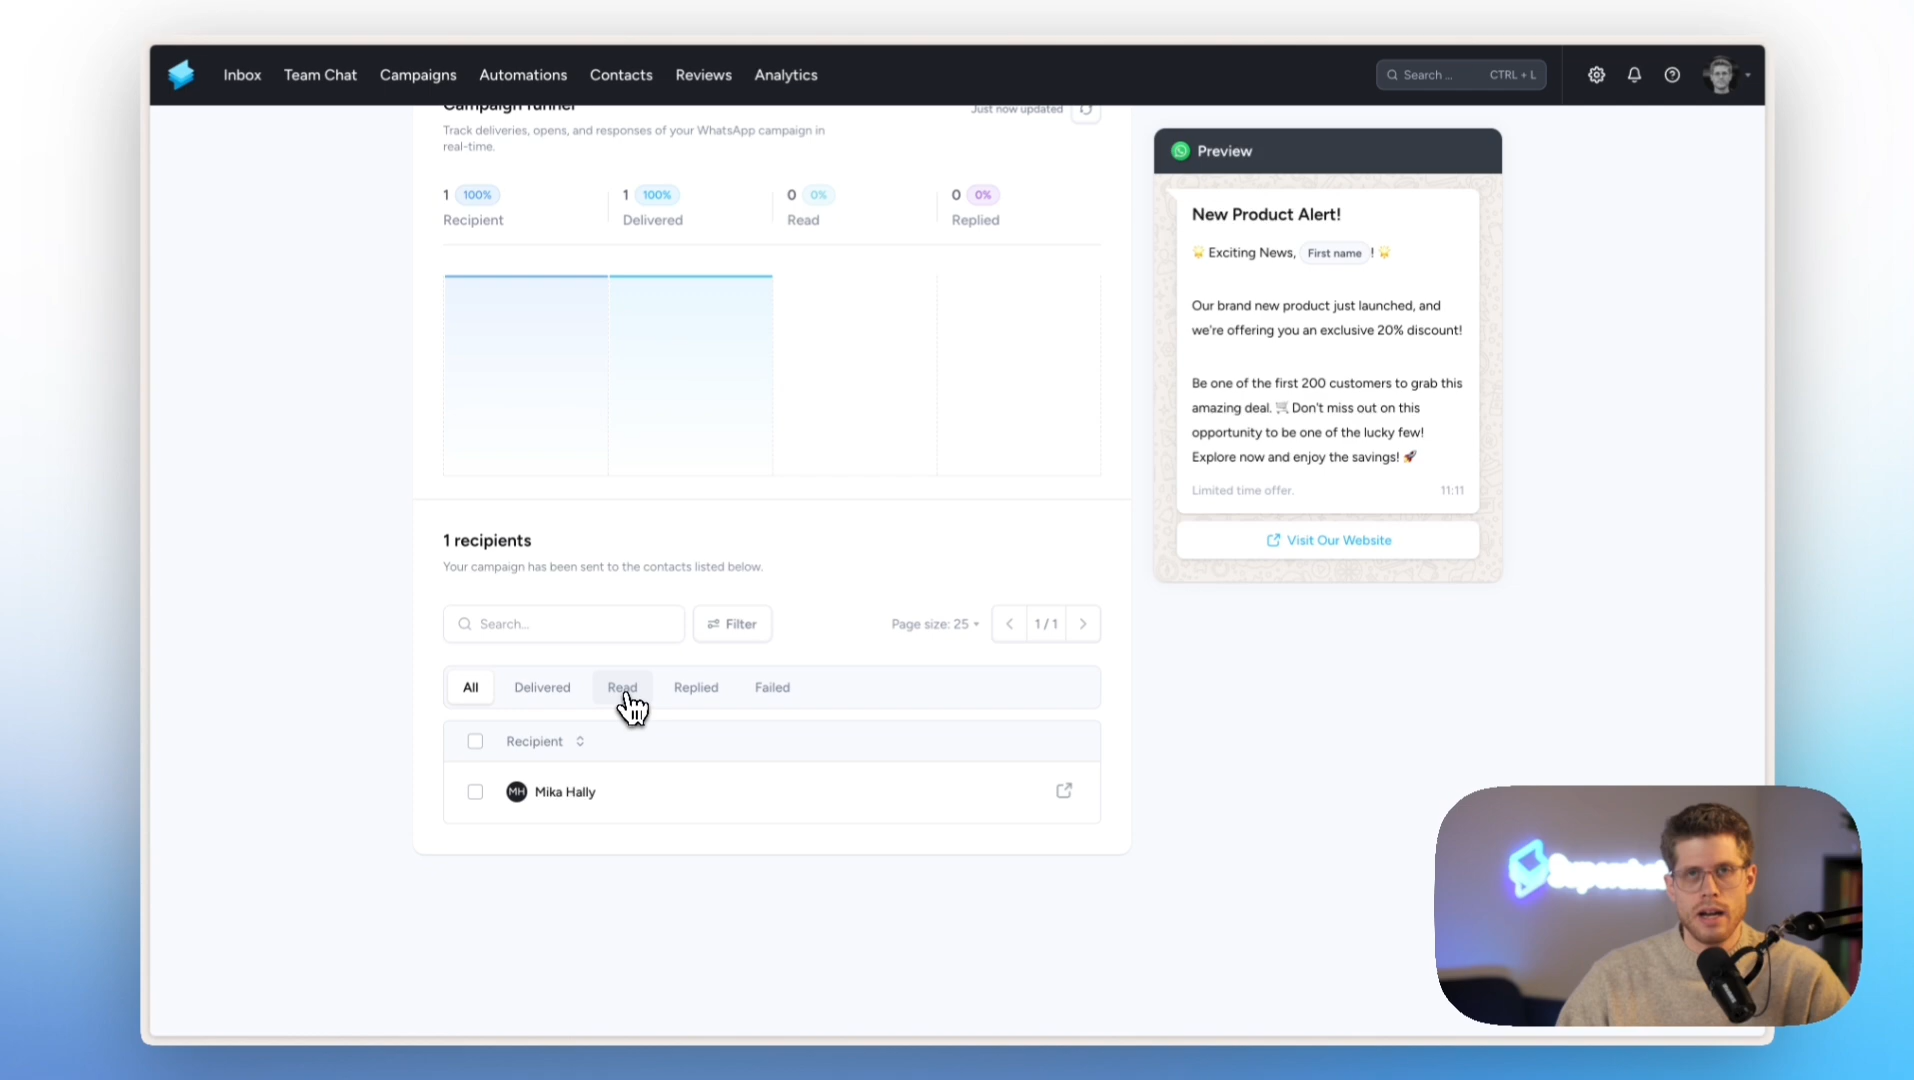 Inbox Team Chat Campaigns Automations Contacts Reviews Analytics
Search ... CTRL + L
Campaign funnel
Just now updated
Track deliveries, opens, and responses of your WhatsApp campaign in
real-time.
1 100% 1 100% 0 0% 0 0%
Recipient Delivered Read Replied
Preview
New Product Alert!
🌟 Exciting News, First name ! 🌟
Our brand new product just launched, and
we're offering you an exclusive 20% discount!
Be one of the first 200 customers to grab this
amazing deal. 🛒 Don't miss out on this
opportunity to be one of the lucky few!
Explore now and enjoy the savings! 🚀
Limited time offer. 11:11
Visit Our Website
1 recipients
Your campaign has been sent to the contacts listed below.
Search... Filter Page size: 25 1 / 1
All Delivered Read Replied Failed
Recipient
MH Mika Hally